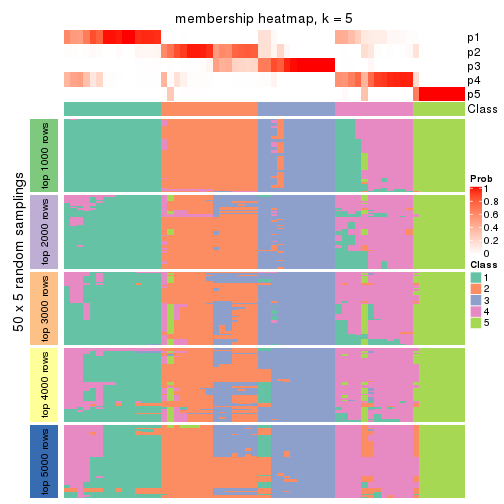 membership heatmap, k = 5
p1
p2
p3
p4
p5
Class
50 x 5 random samplings
top 1000 rows
top 2000 rows
top 3000 rows
top 4000 rows
top 5000 rows
Prob
1
0.8
0.6
0.4
0.2
0
Class
1
2
3
4
5